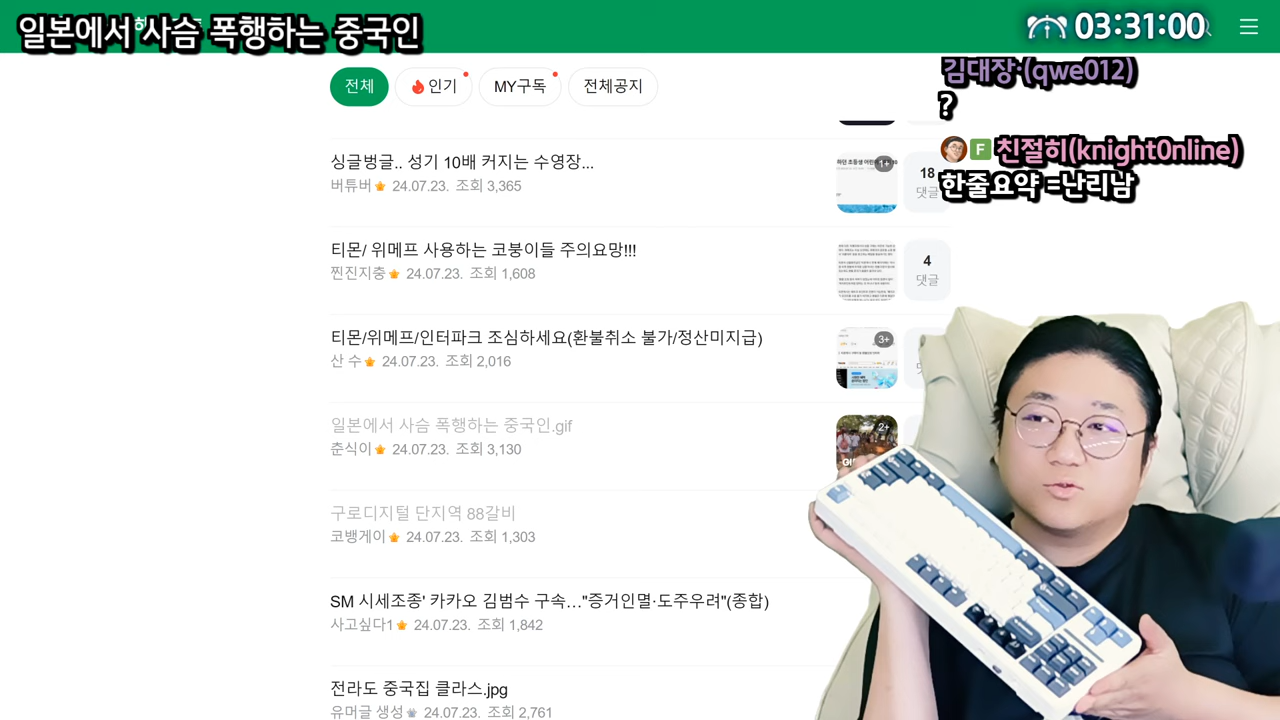 일본에서 사슴 폭행하는 중국인
03:31:00
전체
인기
MY구독
전체공지
김대장·(qwe012)
?
F 친절히(knight0nline)
한줄요약 =난리남
싱글벙글.. 성기 10배 커지는 수영장...
버튜버 24.07.23. 조회 3,365
1+
18
댓글
티몬/ 위메프 사용하는 코봉이들 주의요망!!!
찐진지충 24.07.23. 조회 1,608
4
댓글
티몬/위메프/인터파크 조심하세요(환불취소 불가/정산미지급)
산 수 24.07.23. 조회 2,016
3+
일본에서 사슴 폭행하는 중국인.gif
춘식이 24.07.23. 조회 3,130
2+
구로디지털 단지역 88갈비
코뱅게이 24.07.23. 조회 1,303
SM 시세조종' 카카오 김범수 구속…"증거인멸·도주우려"(종합)
사고싶다1 24.07.23. 조회 1,842
전라도 중국집 클라스.jpg
유머글 생성 24.07.23. 조회 2,761